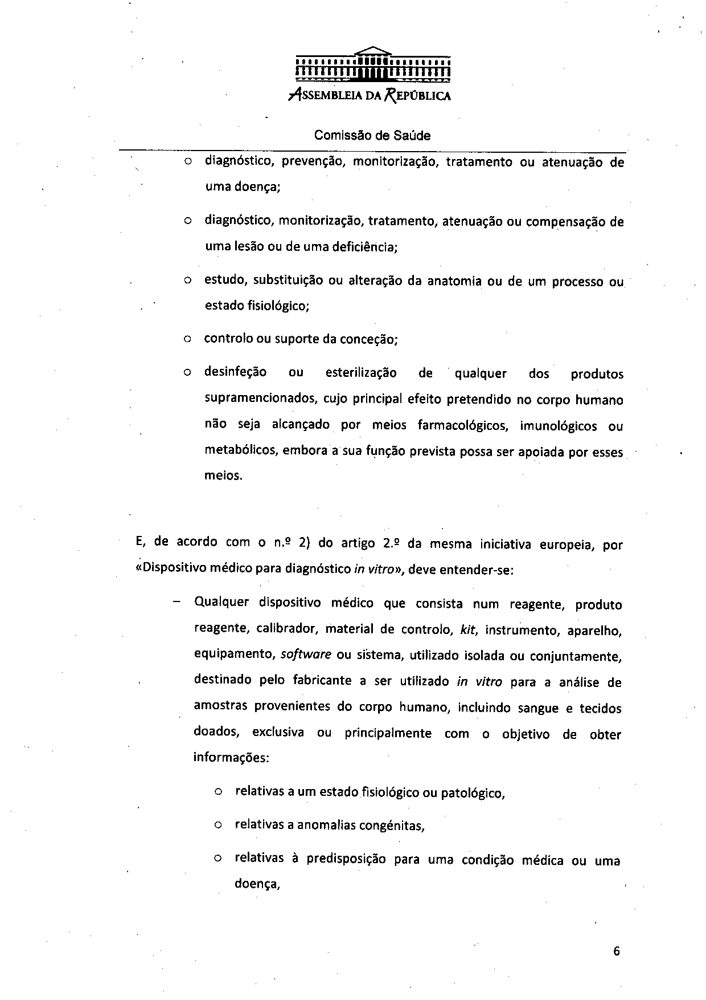 ASSEMBLEIA DA REPÚBLICA
Comissão de Saúde
o diagnóstico, prevenção, monitorização, tratamento ou atenuação de
uma doença;
o diagnóstico, monitorização, tratamento, atenuação ou compensação de
uma lesão ou de uma deficiência;
o estudo, substituição ou alteração da anatomia ou de um processo ou
estado fisiológico;
o controlo ou suporte da conceção;
o desinfeção ou esterilização de qualquer dos produtos
supramencionados, cujo principal efeito pretendido no corpo humano
não seja alcançado por meios farmacológicos, imunológicos ou
metabólicos, embora a sua função prevista possa ser apoiada por esses
meios.
E, de acordo com o n.º 2) do artigo 2.º da mesma iniciativa europeia, por
«Dispositivo médico para diagnóstico in vitro», deve entender-se:
– Qualquer dispositivo médico que consista num reagente, produto
reagente, calibrador, material de controlo, kit, instrumento, aparelho,
equipamento, software ou sistema, utilizado isolada ou conjuntamente,
destinado pelo fabricante a ser utilizado in vitro para a análise de
amostras provenientes do corpo humano, incluindo sangue e tecidos
doados, exclusiva ou principalmente com o objetivo de obter
informações:
o relativas a um estado fisiológico ou patológico,
o relativas a anomalias congénitas,
o relativas à predisposição para uma condição médica ou uma
doença,
6